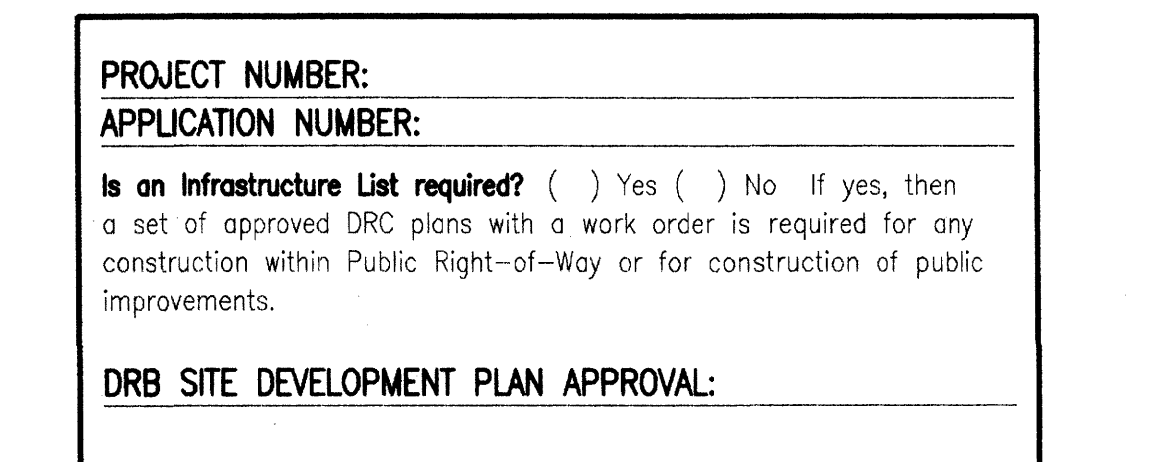 PROJECT NUMBER:
APPLICATION NUMBER:
Is an Infrastructure List required? ( ) Yes ( ) No If yes, then
a set of approved DRC plans with a work order is required for any
construction within Public Right-of-Way or for construction of public
improvements.
DRB SITE DEVELOPMENT PLAN APPROVAL: